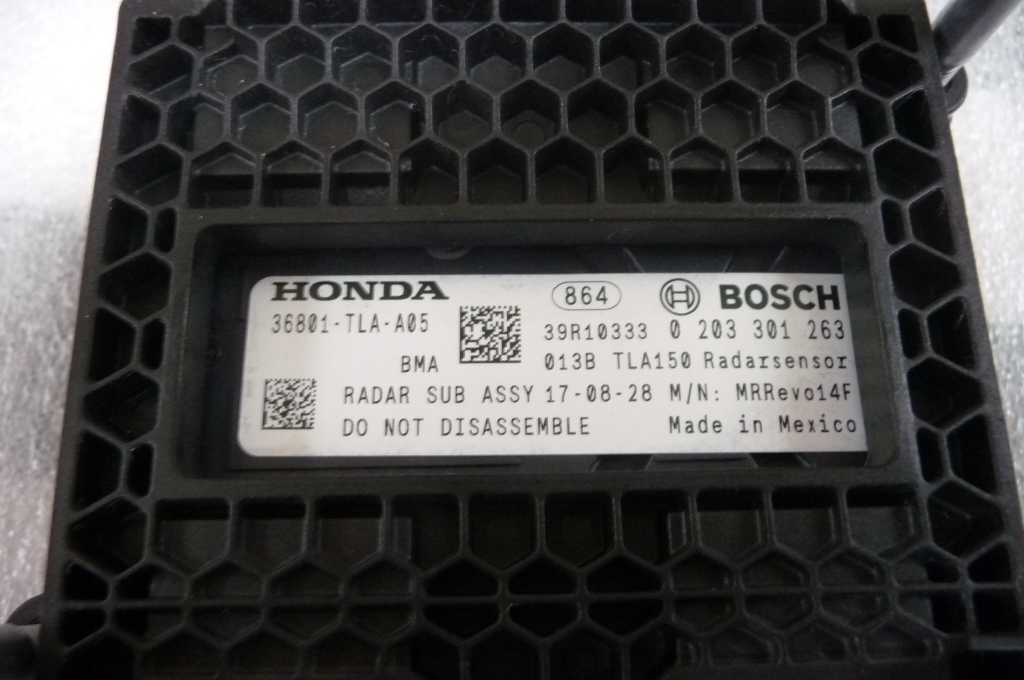 HONDA 864 BOSCH
36801-TLA-A05 39R10333 0 203 301 263
BMA 013B TLA150 Radarsensor
RADAR SUB ASSY 17-08-28 M/N: MRRevo14F
DO NOT DISASSEMBLE Made in Mexico